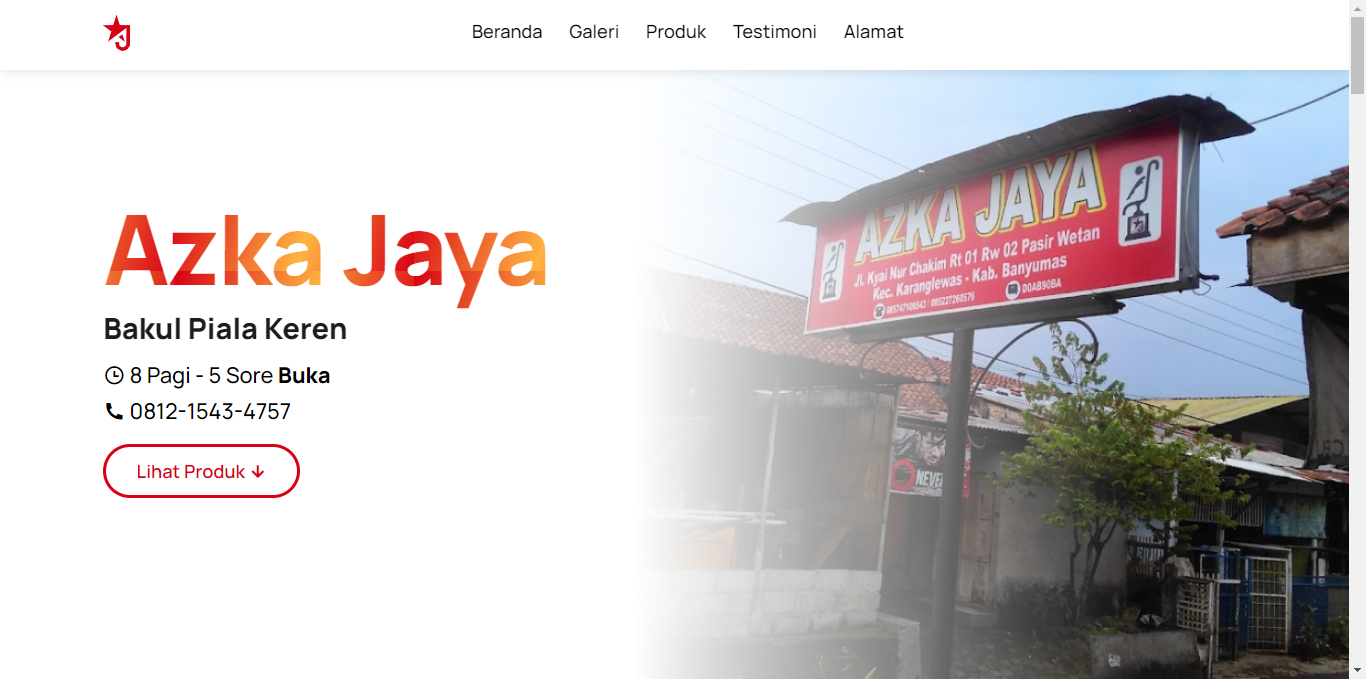 Beranda Galeri Produk Testimoni Alamat
Azka Jaya
Bakul Piala Keren
8 Pagi - 5 Sore Buka
0812-1543-4757
Lihat Produk ↓
AZKA JAYA
Jl. Kyai Nur Chakim Rt 01 Rw 02 Pasir Wetan
Kec. Karanglewas - Kab. Banyumas
085227260576
D0AB90BA
NEVE